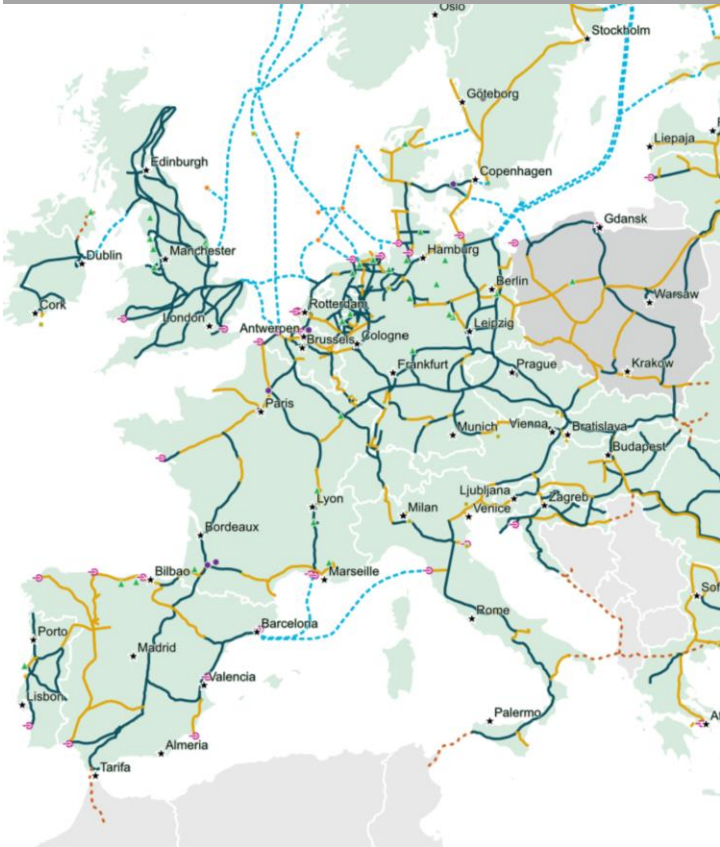 Oslo
Stockholm
Göteborg
Liepaja
Edinburgh
Copenhagen
Gdansk
Dublin
Manchester
Hamburg
Berlin
Warsaw
Cork
London
Rotterdam
Antwerpen
Brussels
Cologne
Leipzig
Frankfurt
Prague
Krakow
Paris
Munich
Vienna
Bratislava
Budapest
Lyon
Milan
Ljubljana
Venice
Zagreb
Bordeaux
Bilbao
Marseille
Sof
Porto
Madrid
Barcelona
Rome
Lisbon
Valencia
Almeria
Palermo
At
Tarifa